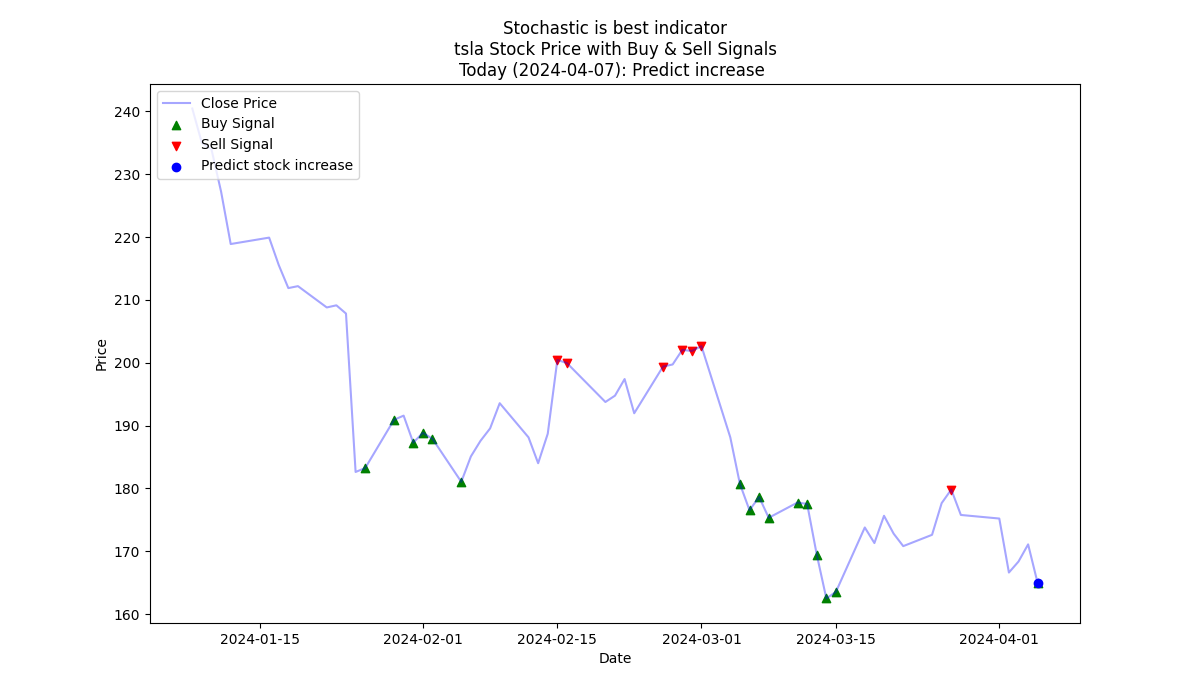 Stochastic is best indicator
tsla Stock Price with Buy & Sell Signals
Today (2024-04-07): Predict increase
Close Price
Buy Signal
Sell Signal
Predict stock increase
240
230
220
210
200
190
180
170
160
Price
2024-01-15
2024-02-01
2024-02-15
2024-03-01
2024-03-15
2024-04-01
Date